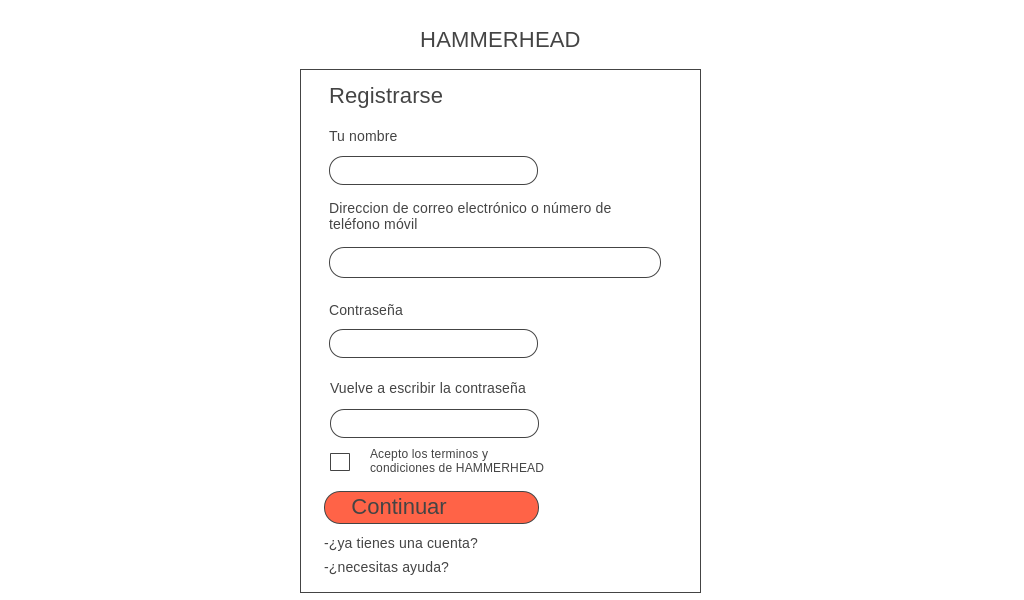 HAMMERHEAD
Registrarse
Tu nombre
Direccion de correo electrónico o número de
teléfono móvil
Contraseña
Vuelve a escribir la contraseña
Acepto los terminos y
condiciones de HAMMERHEAD
Continuar
-¿ya tienes una cuenta?
-¿necesitas ayuda?